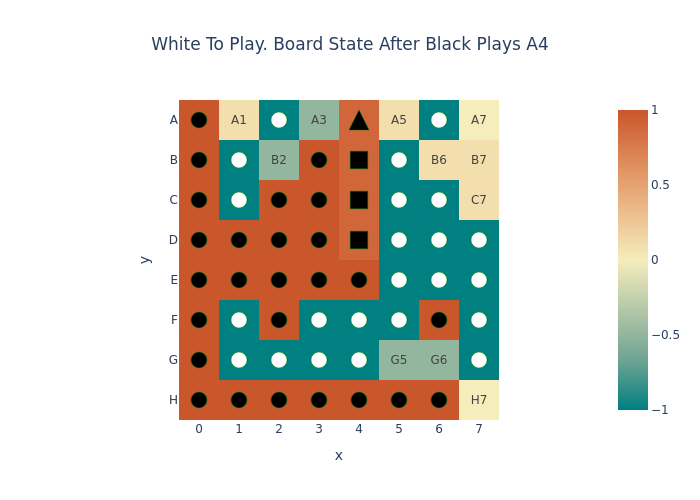 White To Play. Board State After Black Plays A4
A A1 A3 A5 A7
B B2 B6 B7
C C7
D
E
F
G G5 G6
H H7
0 1 2 3 4 5 6 7
x
y
1
0.5
0
−0.5
−1